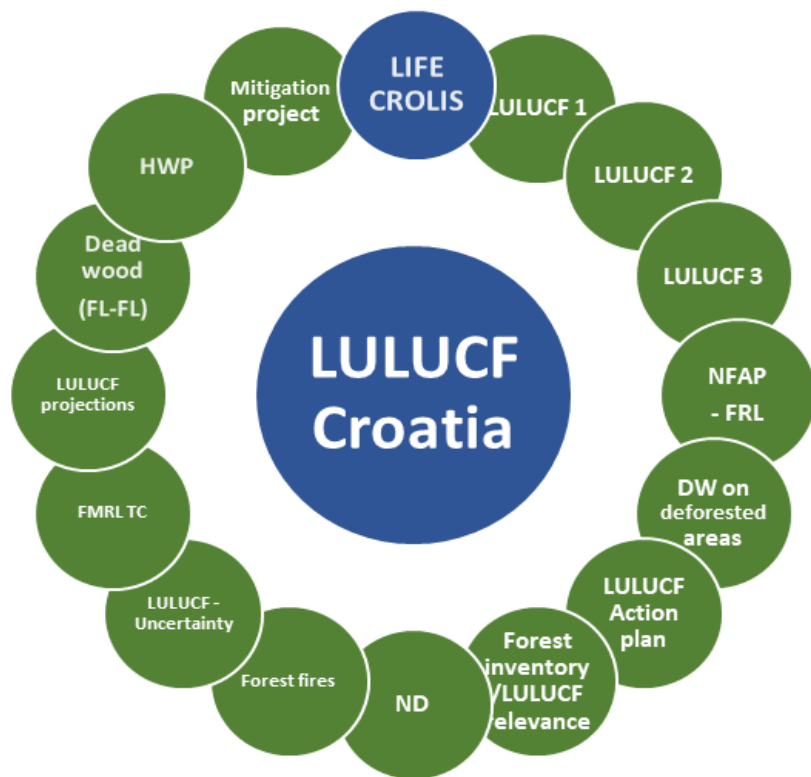 LIFE
CROLIS
LULUCF 1
LULUCF 2
LULUCF 3
NFAP
- FRL
DW on
deforested
areas
LULUCF
Action
plan
Forest
inventory
/LULUCF
relevance
ND
Forest fires
LULUCF -
Uncertainty
FMRL TC
LULUCF
projections
Dead
wood
(FL-FL)
HWP
Mitigation
project
LULUCF
Croatia